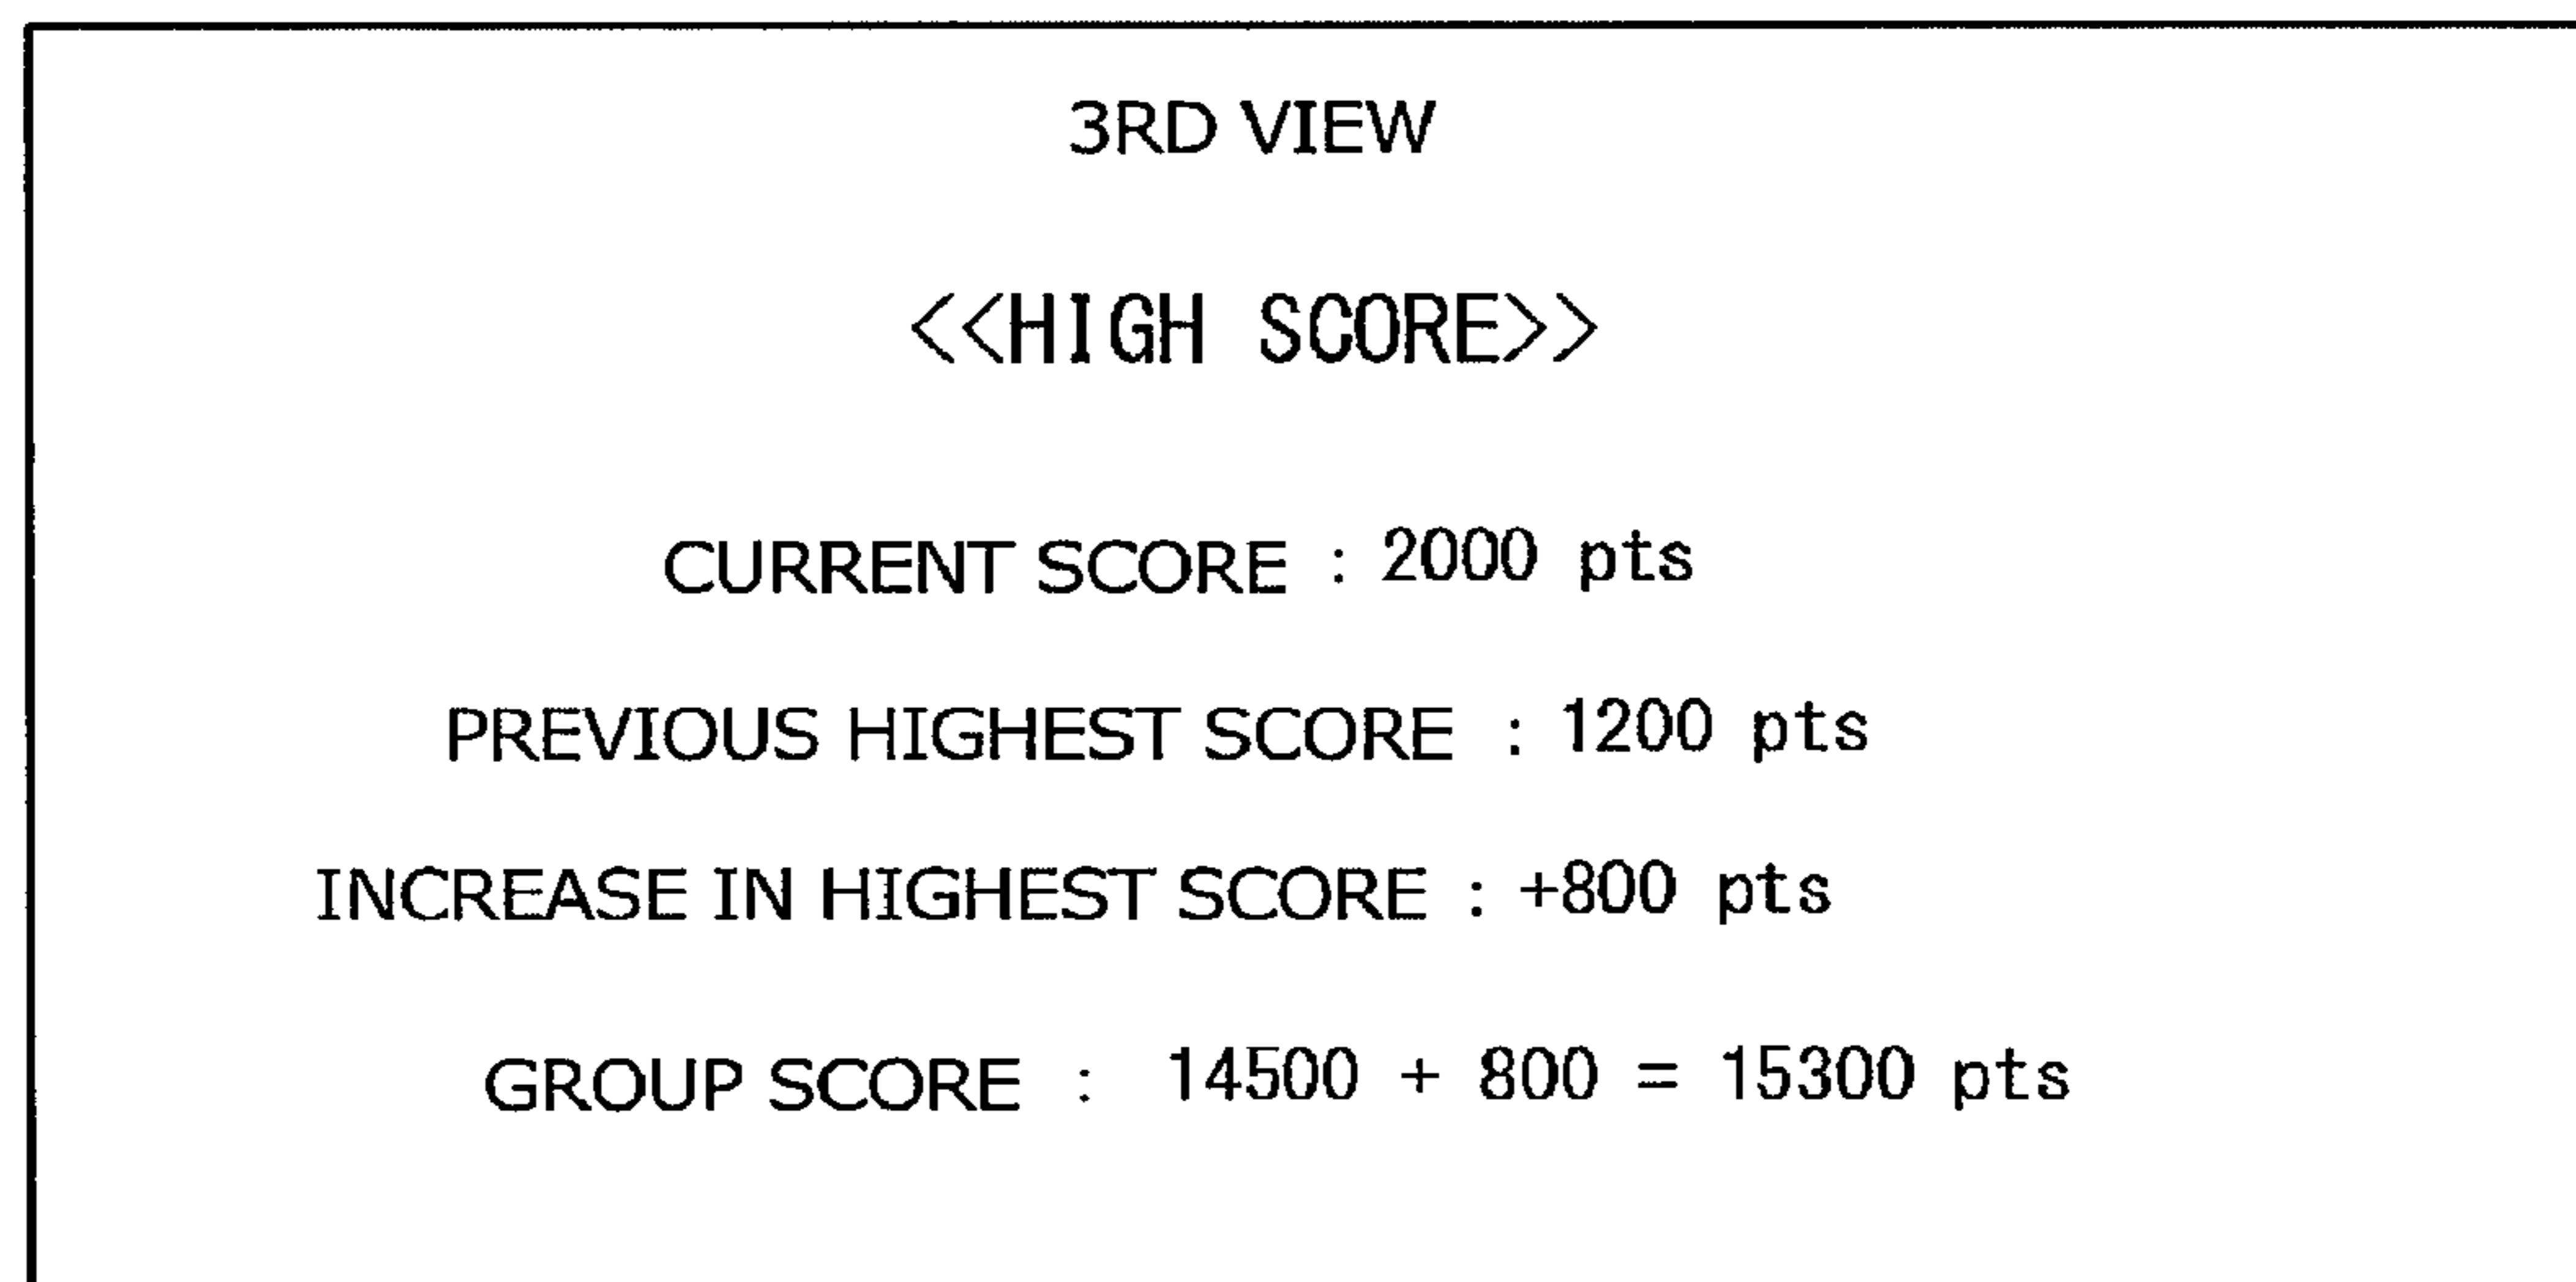 3RD VIEW
<<HIGH SCORE>>
CURRENT SCORE : 2000 pts
PREVIOUS HIGHEST SCORE : 1200 pts
INCREASE IN HIGHEST SCORE : +800 pts
GROUP SCORE : 14500 + 800 = 15300 pts